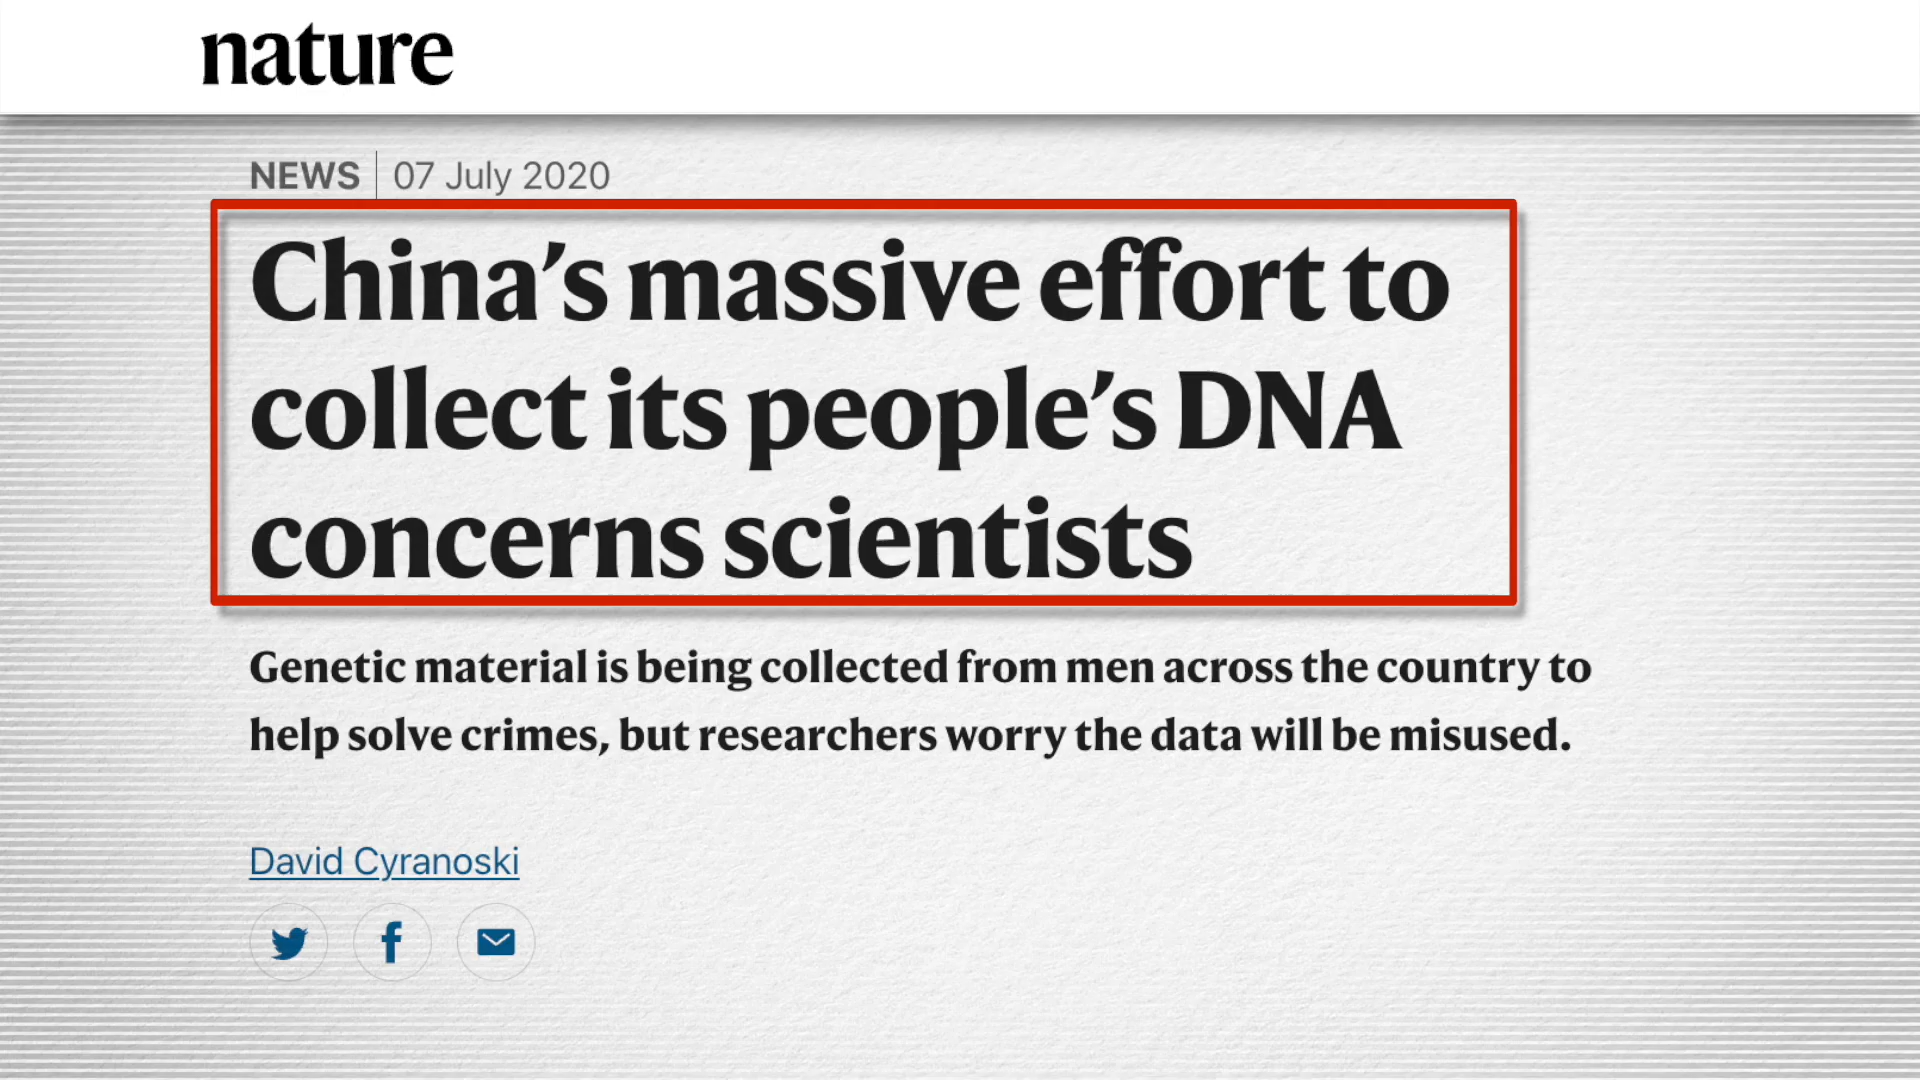 nature
NEWS | 07 July 2020
China’s massive effort to
collect its people’s DNA
concerns scientists
Genetic material is being collected from men across the country to
help solve crimes, but researchers worry the data will be misused.
David Cyranoski